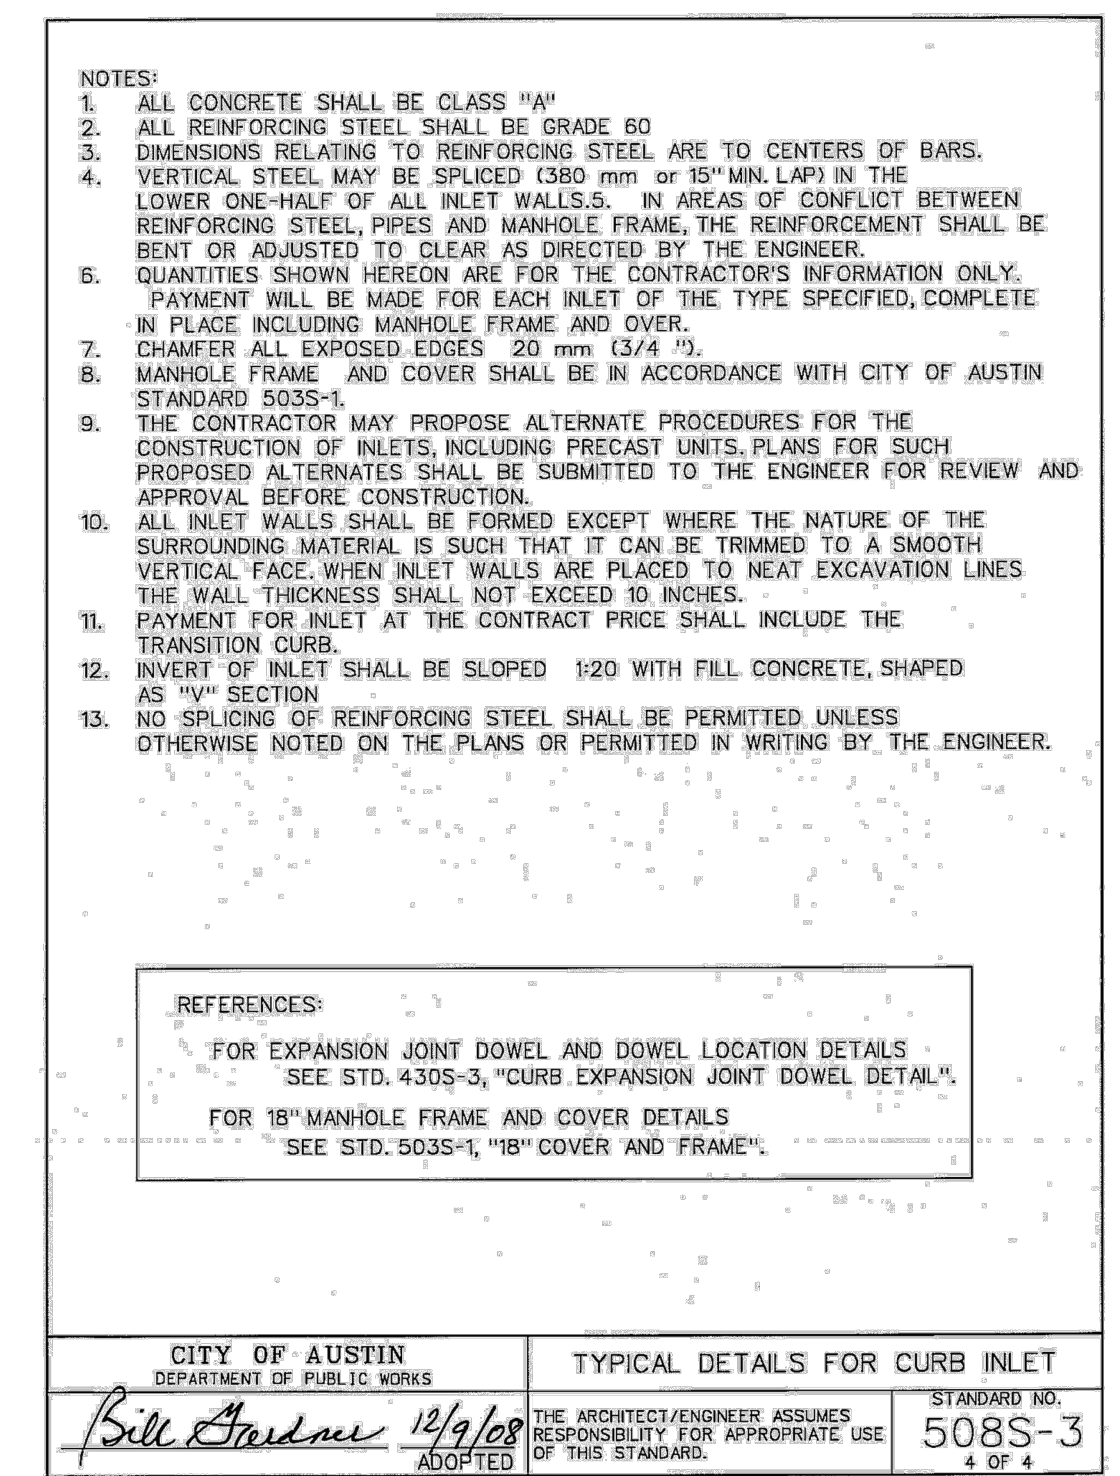 NOTES:
1. ALL CONCRETE SHALL BE CLASS "A"
2. ALL REINFORCING STEEL SHALL BE GRADE 60
3. DIMENSIONS RELATING TO REINFORCING STEEL ARE TO CENTERS OF BARS.
4. VERTICAL STEEL MAY BE SPLICED (380 mm or 15" MIN. LAP) IN THE
LOWER ONE-HALF OF ALL INLET WALLS.5. IN AREAS OF CONFLICT BETWEEN
REINFORCING STEEL, PIPES AND MANHOLE FRAME, THE REINFORCEMENT SHALL BE
BENT OR ADJUSTED TO CLEAR AS DIRECTED BY THE ENGINEER.
6. QUANTITIES SHOWN HEREON ARE FOR THE CONTRACTOR'S INFORMATION ONLY.
PAYMENT WILL BE MADE FOR EACH INLET OF THE TYPE SPECIFIED, COMPLETE
IN PLACE INCLUDING MANHOLE FRAME AND OVER.
7. CHAMFER ALL EXPOSED EDGES 20 mm (3/4 ").
8. MANHOLE FRAME AND COVER SHALL BE IN ACCORDANCE WITH CITY OF AUSTIN
STANDARD 503S-1.
9. THE CONTRACTOR MAY PROPOSE ALTERNATE PROCEDURES FOR THE
CONSTRUCTION OF INLETS, INCLUDING PRECAST UNITS. PLANS FOR SUCH
PROPOSED ALTERNATES SHALL BE SUBMITTED TO THE ENGINEER FOR REVIEW AND
APPROVAL BEFORE CONSTRUCTION.
10. ALL INLET WALLS SHALL BE FORMED EXCEPT WHERE THE NATURE OF THE
SURROUNDING MATERIAL IS SUCH THAT IT CAN BE TRIMMED TO A SMOOTH
VERTICAL FACE. WHEN INLET WALLS ARE PLACED TO NEAT EXCAVATION LINES
THE WALL THICKNESS SHALL NOT EXCEED 10 INCHES.
11. PAYMENT FOR INLET AT THE CONTRACT PRICE SHALL INCLUDE THE
TRANSITION CURB.
12. INVERT OF INLET SHALL BE SLOPED 1:20 WITH FILL CONCRETE, SHAPED
AS "V" SECTION
13. NO SPLICING OF REINFORCING STEEL SHALL BE PERMITTED UNLESS
OTHERWISE NOTED ON THE PLANS OR PERMITTED IN WRITING BY THE ENGINEER.
REFERENCES:
FOR EXPANSION JOINT DOWEL AND DOWEL LOCATION DETAILS
SEE STD. 430S-3, "CURB EXPANSION JOINT DOWEL DETAIL".
FOR 18" MANHOLE FRAME AND COVER DETAILS
SEE STD. 503S-1, "18" COVER AND FRAME".
CITY OF AUSTIN
DEPARTMENT OF PUBLIC WORKS
Bill Gardner 12/9/08
ADOPTED
TYPICAL DETAILS FOR CURB INLET
THE ARCHITECT/ENGINEER ASSUMES
RESPONSIBILITY FOR APPROPRIATE USE
OF THIS STANDARD.
STANDARD NO.
508S-3
4 OF 4